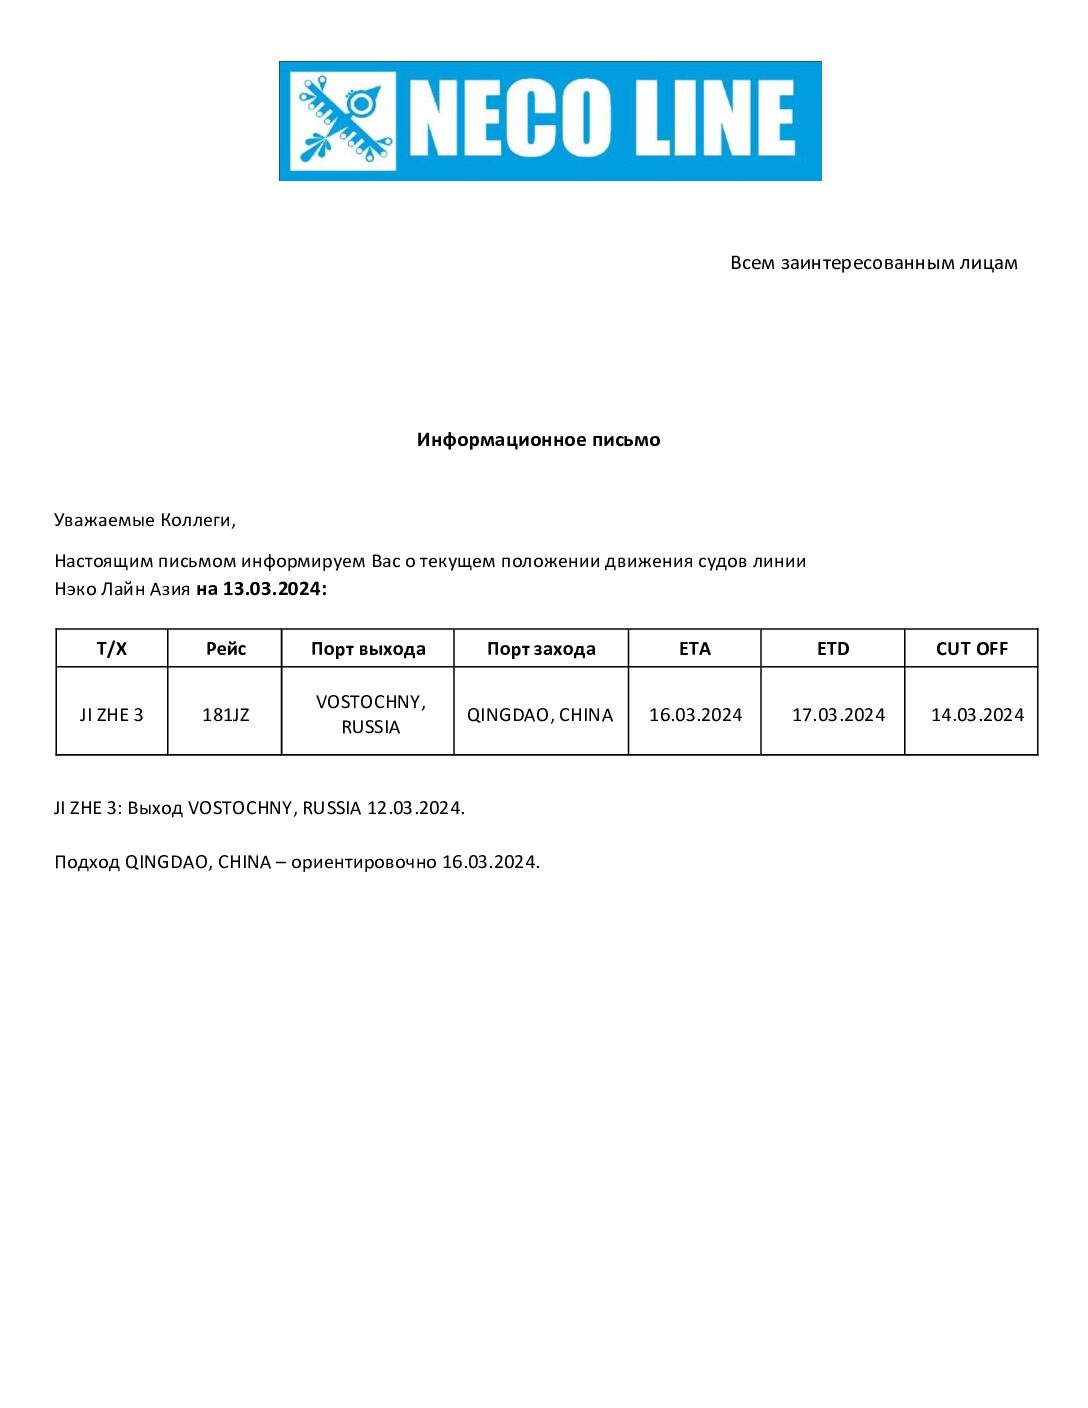 NECO LINE
Всем заинтересованным лицам
Информационное письмо
Уважаемые Коллеги,
Настоящим письмом информируем Вас о текущем положении движения судов линии
Нэко Лайн Азия на 13.03.2024:
Т/Х Рейс Порт выхода Порт захода ETA ETD CUT OFF
JI ZHE 3 181JZ VOSTOCHNY, RUSSIA QINGDAO, CHINA 16.03.2024 17.03.2024 14.03.2024
JI ZHE 3: Выход VOSTOCHNY, RUSSIA 12.03.2024.
Подход QINGDAO, CHINA – ориентировочно 16.03.2024.